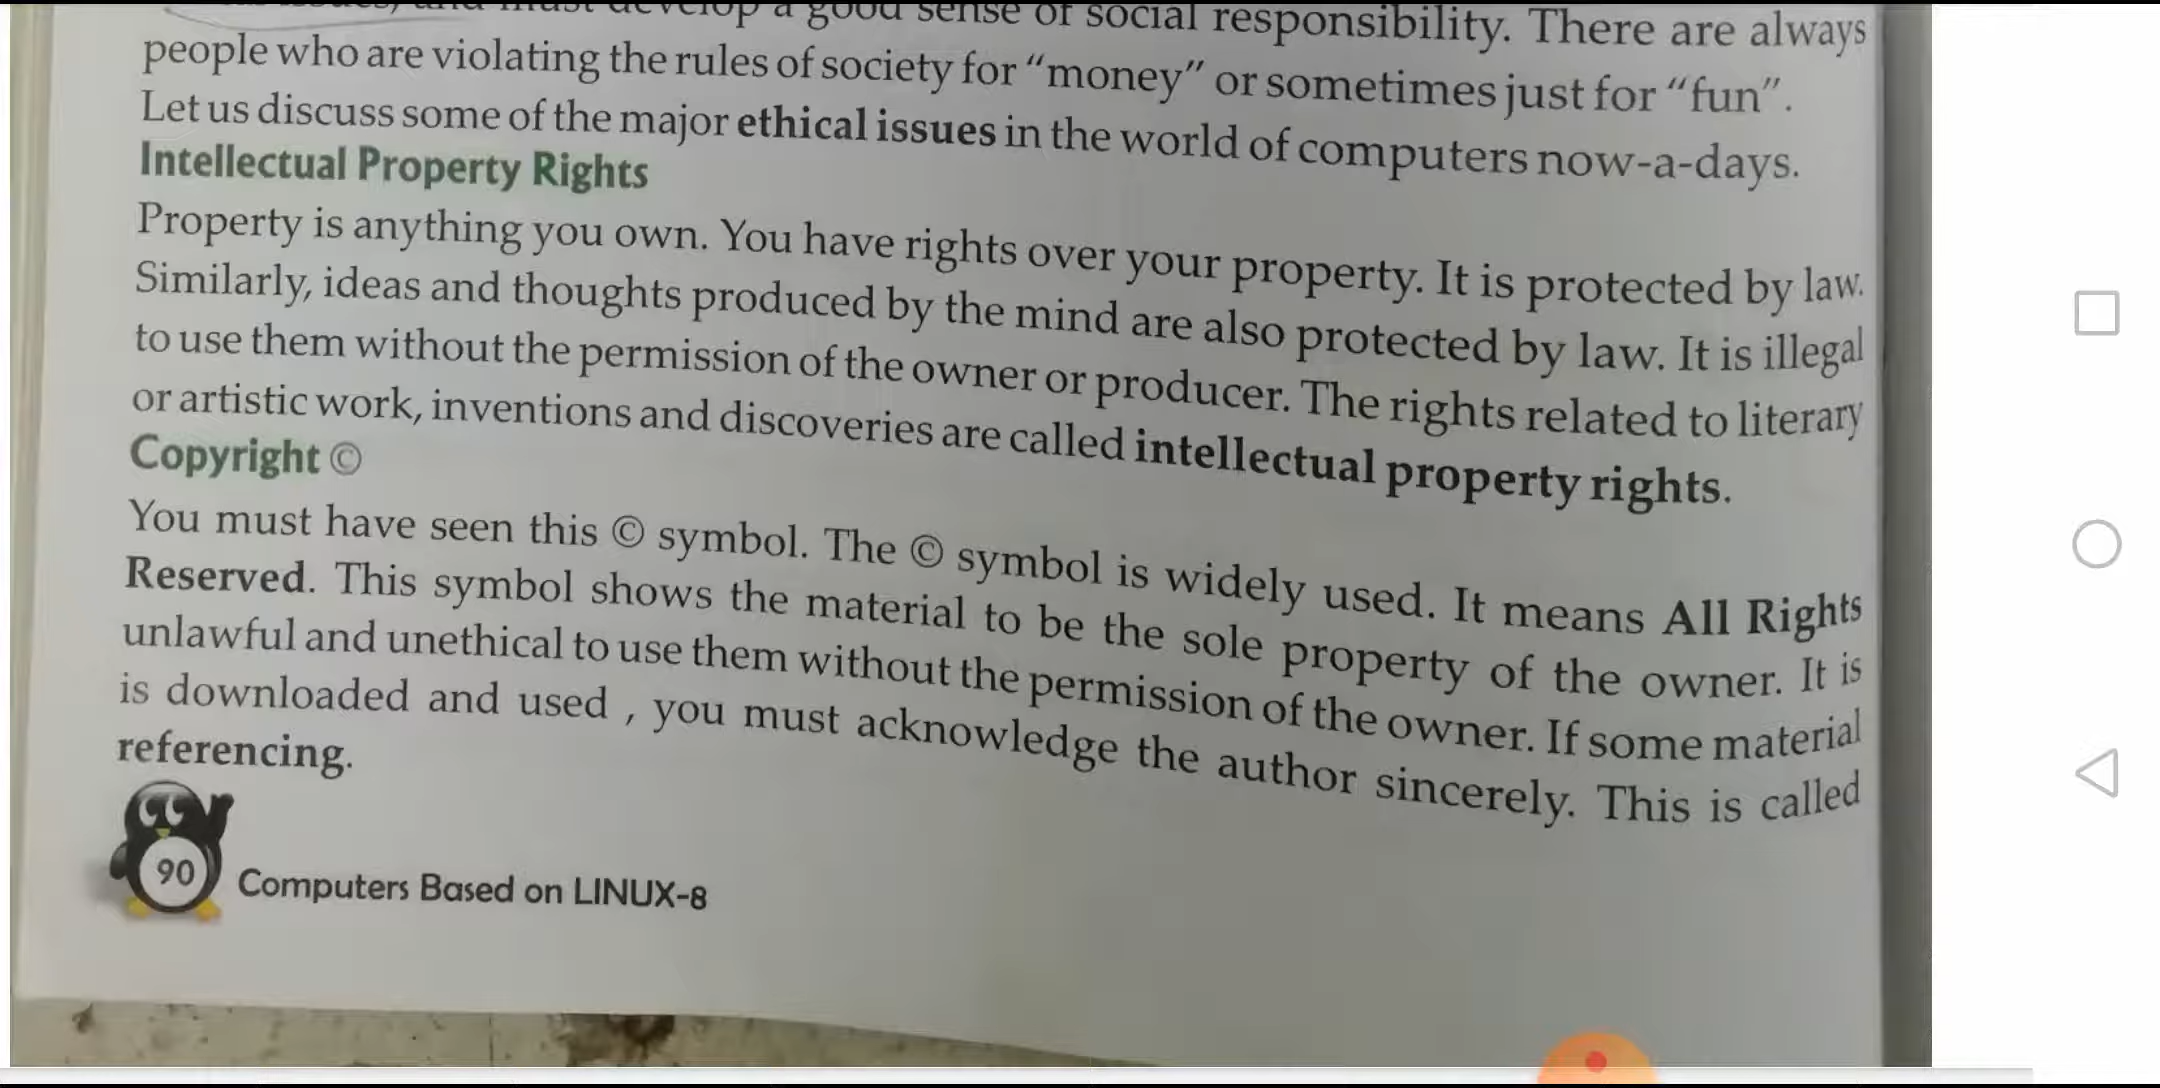 must develop a good sense of social responsibility. There are always
people who are violating the rules of society for “money” or sometimes just for “fun”.
Let us discuss some of the major ethical issues in the world of computers now-a-days.
Intellectual Property Rights
Property is anything you own. You have rights over your property. It is protected by law.
Similarly, ideas and thoughts produced by the mind are also protected by law. It is illegal
to use them without the permission of the owner or producer. The rights related to literary
or artistic work, inventions and discoveries are called intellectual property rights.
Copyright ©
You must have seen this © symbol. The © symbol is widely used. It means All Rights
Reserved. This symbol shows the material to be the sole property of the owner. It is
unlawful and unethical to use them without the permission of the owner. If some material
is downloaded and used , you must acknowledge the author sincerely. This is called
referencing.
90
Computers Based on LINUX-8